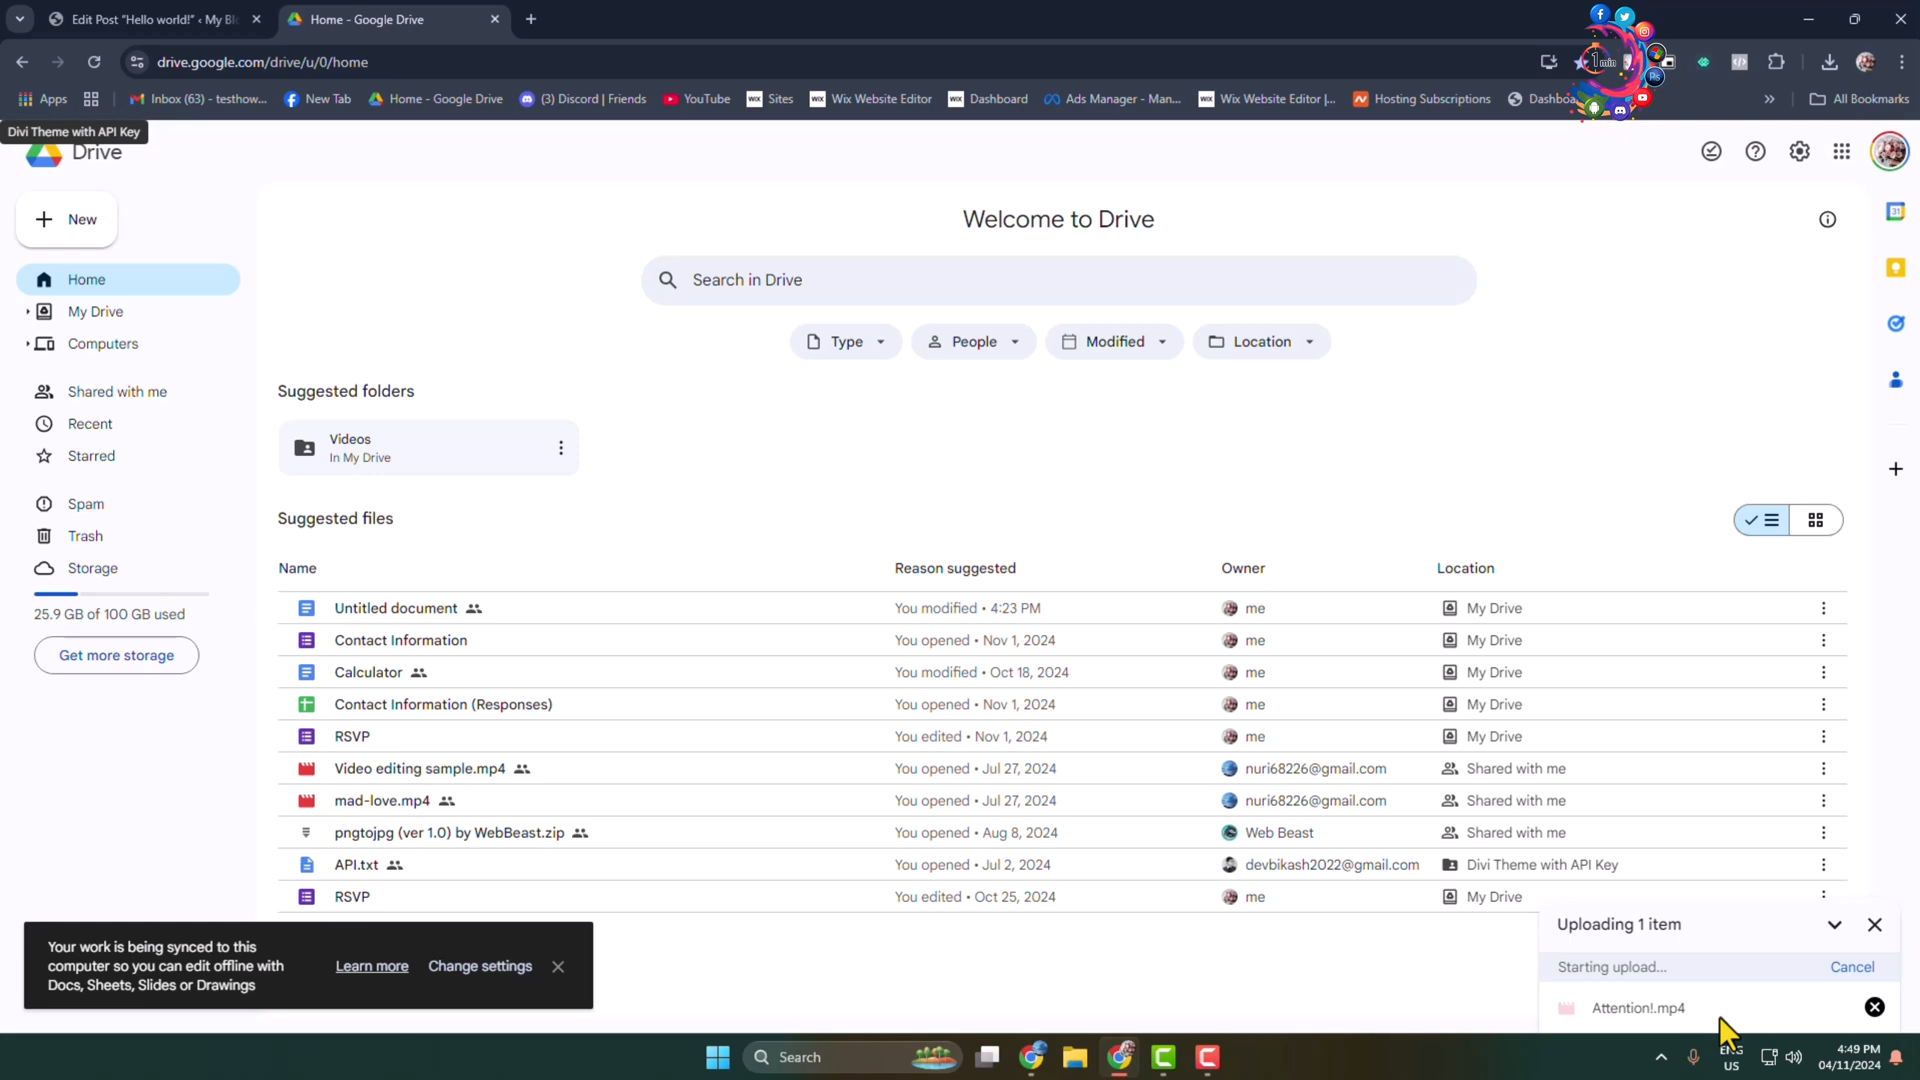 Edit Post "Hello world!" ‹ My Bl
Home - Google Drive
drive.google.com/drive/u/0/home
1min
Ps
Apps
Inbox (63) - testhow...
New Tab
Home - Google Drive
(3) Discord | Friends
YouTube
WIX Sites
WIX Wix Website Editor
WIX Dashboard
Ads Manager - Man...
WIX Wix Website Editor |...
Hosting Subscriptions
Dashboa
All Bookmarks
Divi Theme with API Key
Drive
New
Home
My Drive
Computers
Shared with me
Recent
Starred
Spam
Trash
Storage
25.9 GB of 100 GB used
Get more storage
Welcome to Drive
Search in Drive
Type People Modified Location
31
Suggested folders
Videos
In My Drive
Suggested files
Name Reason suggested Owner Location
Untitled document You modified • 4:23 PM me My Drive
Contact Information You opened • Nov 1, 2024 me My Drive
Calculator You modified • Oct 18, 2024 me My Drive
Contact Information (Responses) You opened • Nov 1, 2024 me My Drive
RSVP You edited • Nov 1, 2024 me My Drive
Video editing sample.mp4 You opened • Jul 27, 2024 nuri68226@gmail.com Shared with me
mad-love.mp4 You opened • Jul 27, 2024 nuri68226@gmail.com Shared with me
pngtojpg (ver 1.0) by WebBeast.zip You opened • Aug 8, 2024 Web Beast Shared with me
API.txt You opened • Jul 2, 2024 devbikash2022@gmail.com Divi Theme with API Key
RSVP You edited • Oct 25, 2024 me My Drive
Your work is being synced to this
computer so you can edit offline with
Docs, Sheets, Slides or Drawings
Learn more Change settings
Uploading 1 item
Starting upload... Cancel
Attention!.mp4
Search
ENG
US
4:49 PM
04/11/2024